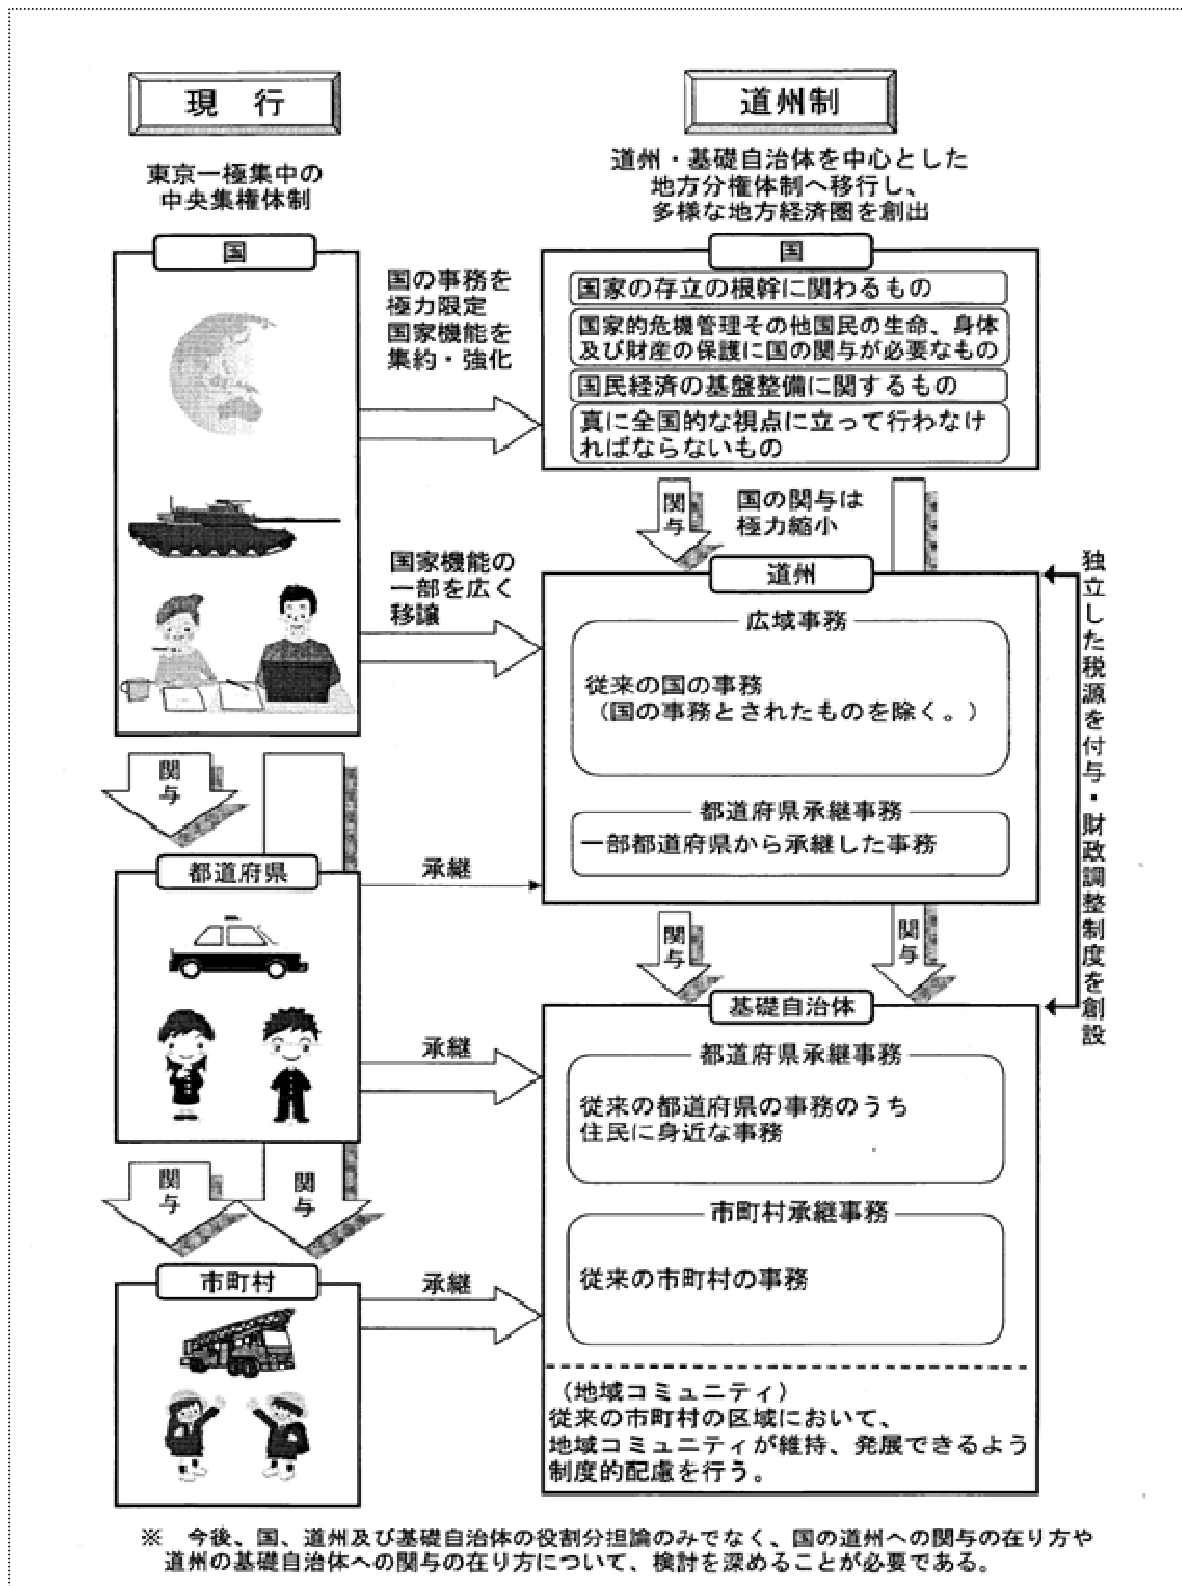 現　行
東京一極集中の
中央集権体制
国
国の事務を
極力限定
国家機能を
集約・強化
国家機能の
一部を広く
移譲
関与
都道府県
承継
承継
関与
関与
市町村
承継
道州制
道州・基礎自治体を中心とした
地方分権体制へ移行し、
多様な地方経済圏を創出
国
国家の存立の根幹に関わるもの
国家的危機管理その他国民の生命、身体
及び財産の保護に国の関与が必要なもの
国民経済の基盤整備に関するもの
真に全国的な視点に立って行わなけ
ればならないもの
関与
国の関与は
極力縮小
道州
広域事務
従来の国の事務
（国の事務とされたものを除く。）
都道府県承継事務
一部都道府県から承継した事務
関与
関与
独立した税源を付与・財政調整制度を創設
基礎自治体
都道府県承継事務
従来の都道府県の事務のうち
住民に身近な事務
市町村承継事務
従来の市町村の事務
（地域コミュニティ）
従来の市町村の区域において、
地域コミュニティが維持、発展できるよう
制度的配慮を行う。
※　今後、国、道州及び基礎自治体の役割分担論のみでなく、国の道州への関与の在り方や
道州の基礎自治体への関与の在り方について、検討を深めることが必要である。